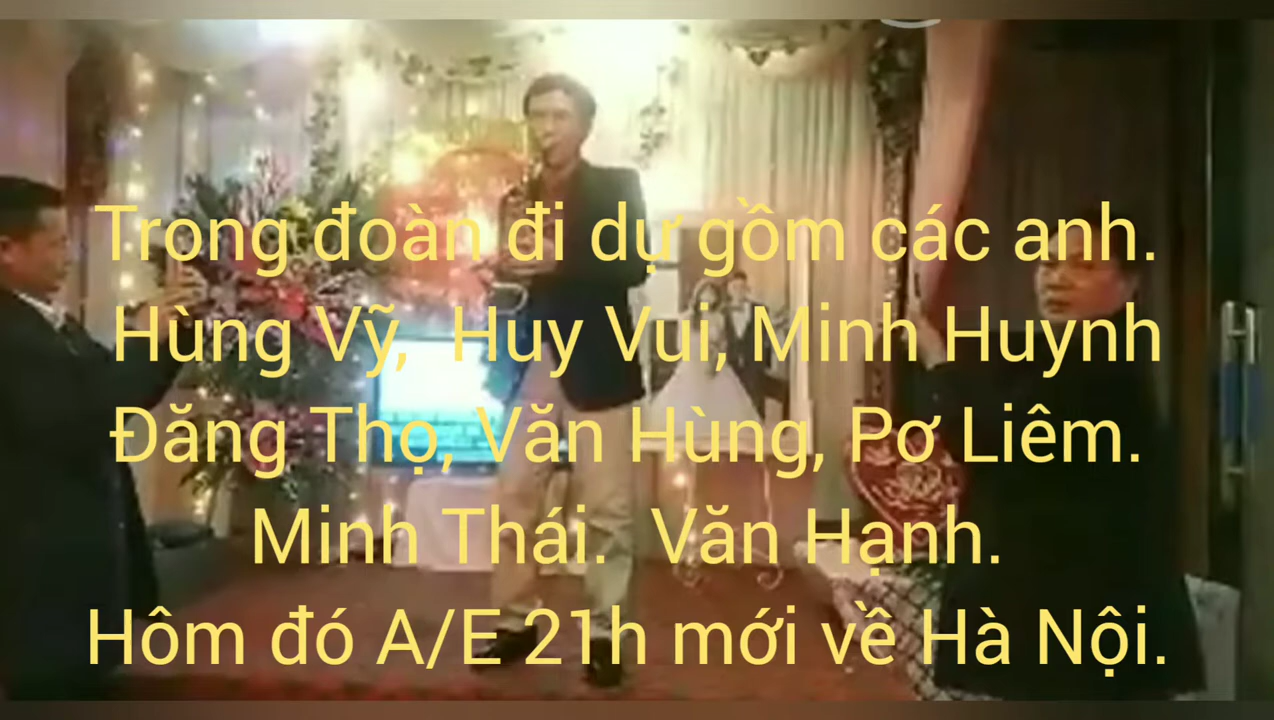 Trong đoàn đi dự gồm các anh.
Hùng Vỹ,  Huy Vui, Minh Huynh
Đăng Thọ, Văn Hùng, Pơ Liêm.
Minh Thái.  Văn Hạnh.
Hôm đó A/E 21h mới về Hà Nội.